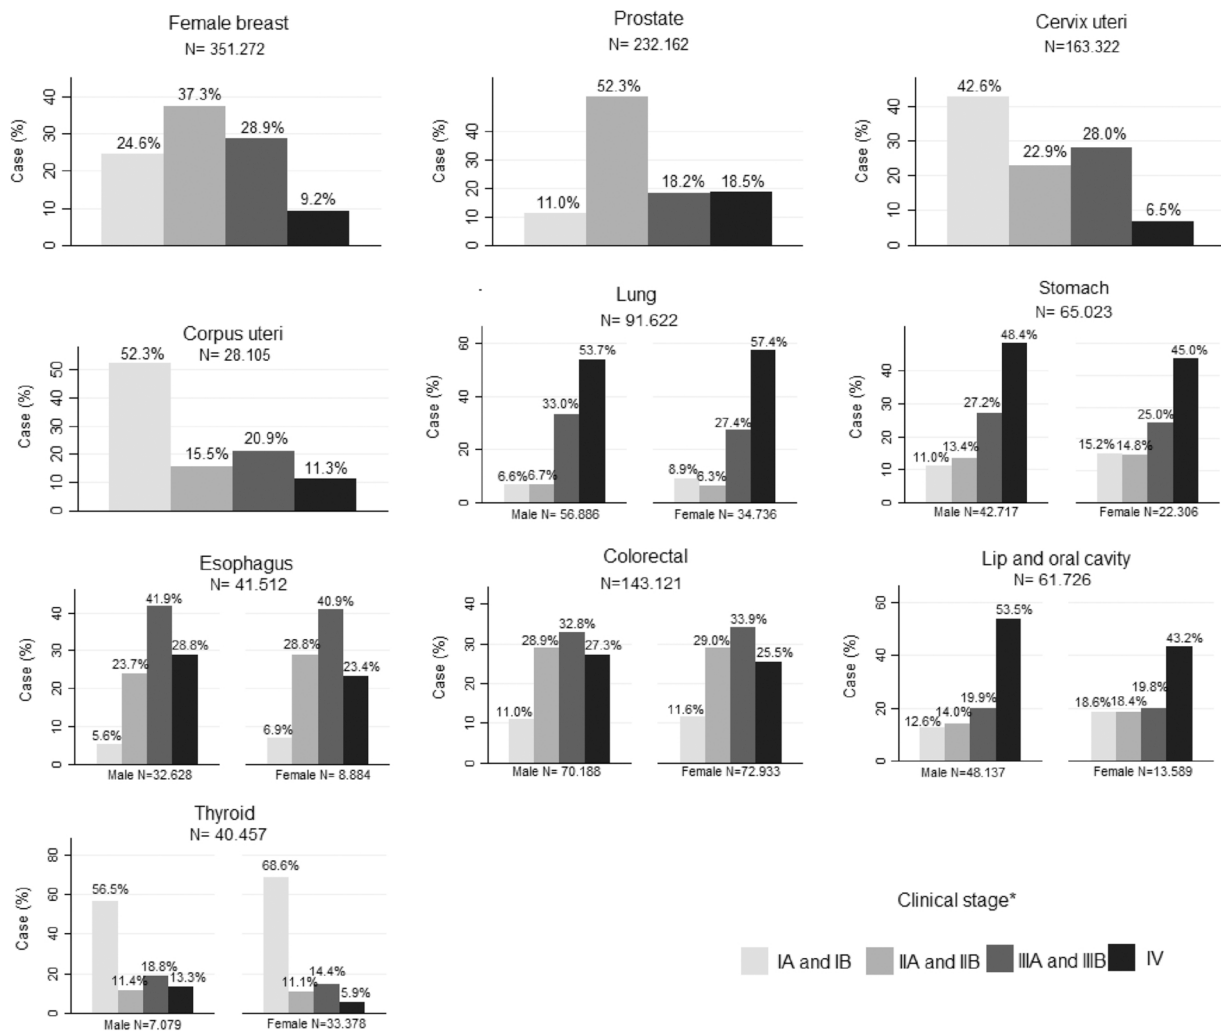 Female breast
N= 351.272
Case (%)
40
30
20
10
0
24.6%
37.3%
28.9%
9.2%
Prostate
N= 232.162
Case (%)
40
30
20
10
0
11.0%
52.3%
18.2%
18.5%
Cervix uteri
N=163.322
Case (%)
40
30
20
10
0
42.6%
22.9%
28.0%
6.5%
Corpus uteri
N= 28.105
Case (%)
50
40
30
20
10
0
52.3%
15.5%
20.9%
11.3%
Lung
N= 91.622
Case (%)
60
40
20
0
6.6%
6.7%
33.0%
53.7%
8.9%
6.3%
27.4%
57.4%
Male N= 56.886
Female N= 34.736
Stomach
N= 65.023
Case (%)
40
30
20
10
0
11.0%
13.4%
27.2%
48.4%
15.2%
14.8%
25.0%
45.0%
Male N=42.717
Female N=22.306
Esophagus
N= 41.512
Case (%)
40
30
20
10
0
5.6%
23.7%
41.9%
28.8%
6.9%
28.8%
40.9%
23.4%
Male N=32.628
Female N= 8.884
Colorectal
N=143.121
Case (%)
40
30
20
10
0
11.0%
28.9%
32.8%
27.3%
11.6%
29.0%
33.9%
25.5%
Male N= 70.188
Female N=72.933
Lip and oral cavity
N= 61.726
Case (%)
60
40
20
0
12.6%
14.0%
19.9%
53.5%
18.6%
18.4%
19.8%
43.2%
Male N=48.137
Female N=13.589
Thyroid
N= 40.457
Case (%)
80
60
40
20
0
56.5%
11.4%
18.8%
13.3%
68.6%
11.1%
14.4%
5.9%
Male N=7.079
Female N=33.378
Clinical stage*
IA and IB
IIA and IIB
IIIA and IIIB
IV